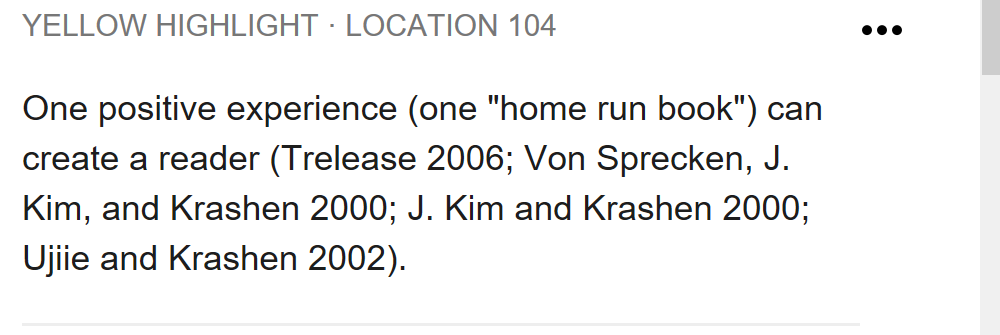 YELLOW HIGHLIGHT · LOCATION 104
One positive experience (one "home run book") can
create a reader (Trelease 2006; Von Sprecken, J.
Kim, and Krashen 2000; J. Kim and Krashen 2000;
Ujiie and Krashen 2002).